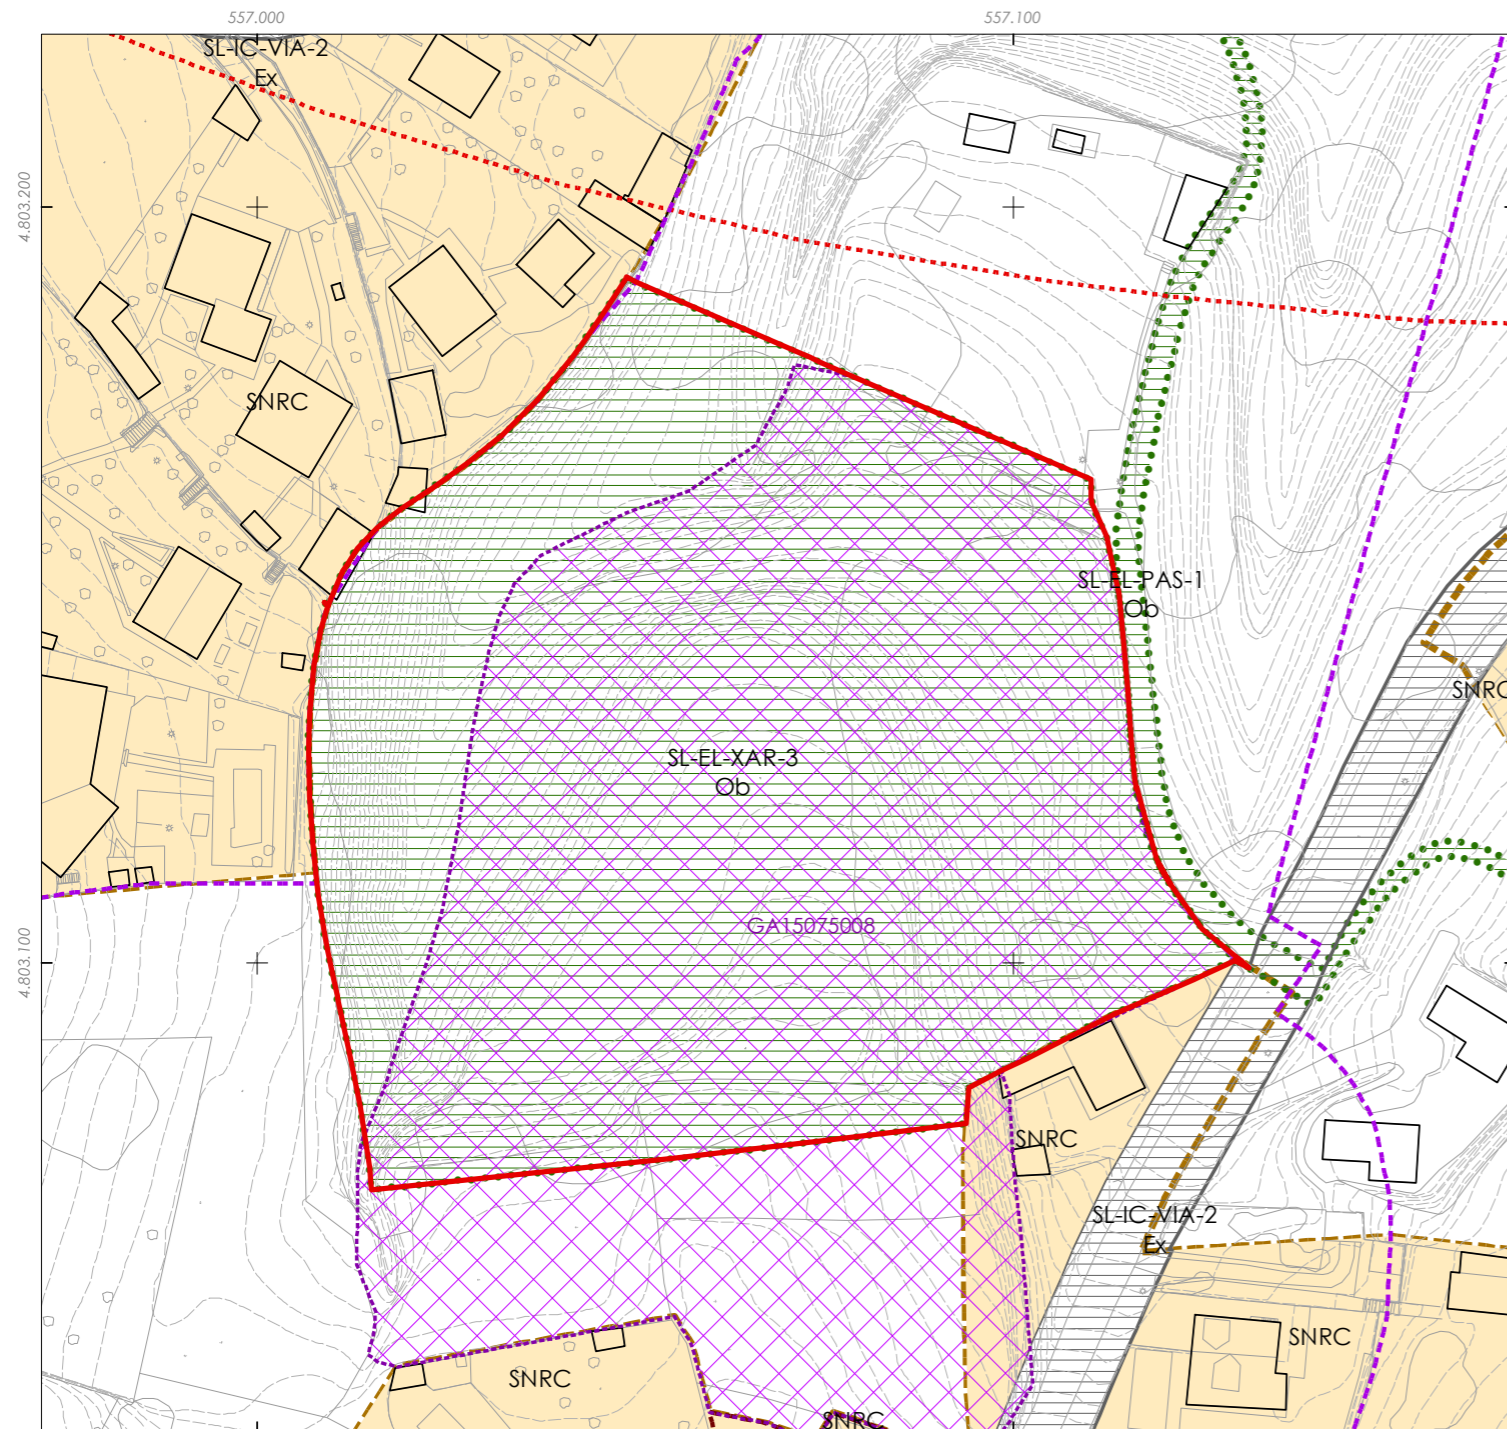 557.000
557.100
4.803.200
4.803.100
SL-IC-VIA-2
Ex
SNRC
SL-EL-PAS-1
Ob
SNRC
SL-EL-XAR-3
Ob
GA15075008
SNRC
SL-IC-VIA-2
Ex
SNRC
SNRC
SNRC